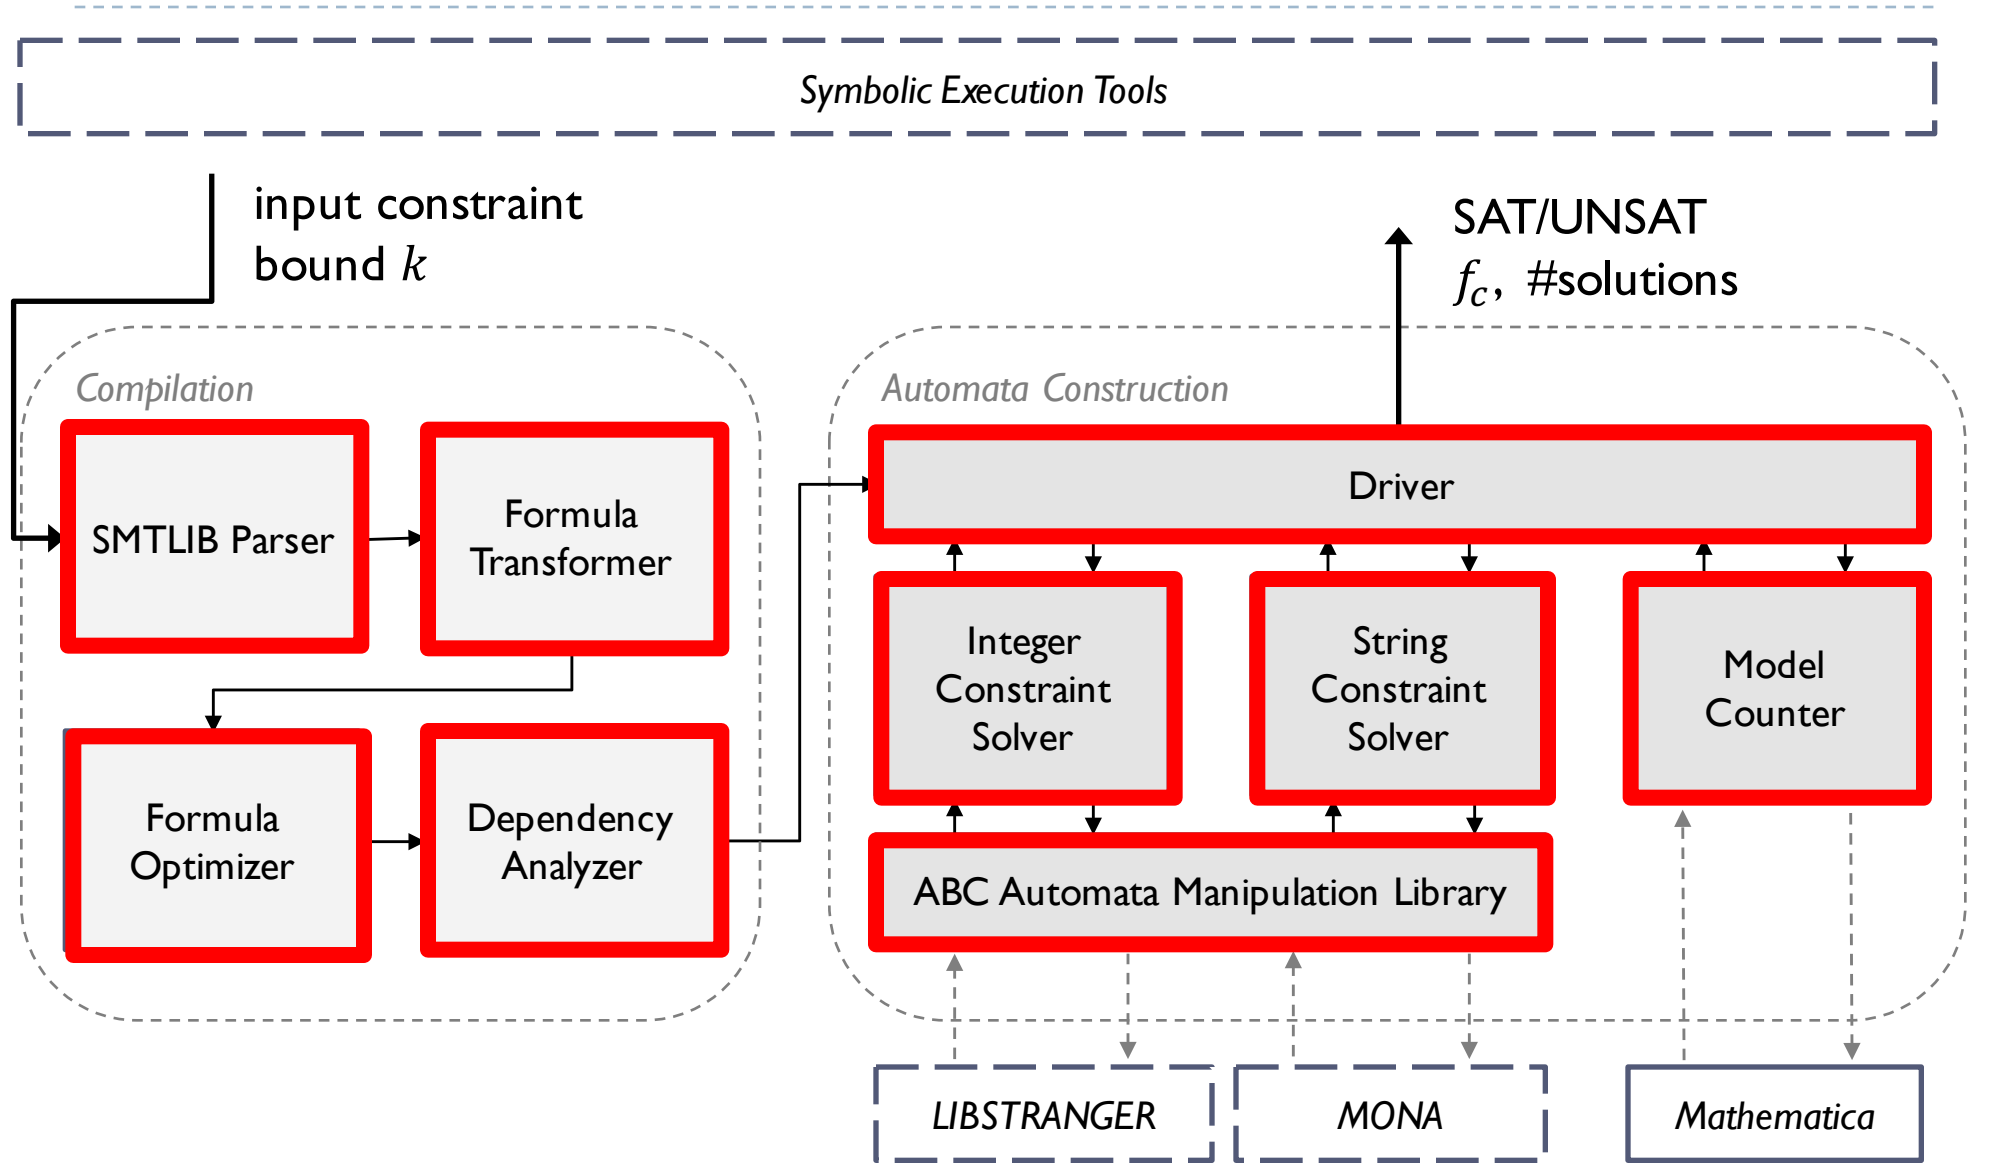 Symbolic Execution Tools
input constraint
bound k
SAT/UNSAT
f_c, #solutions
Compilation
SMTLIB Parser
Formula
Transformer
Formula
Optimizer
Dependency
Analyzer
Automata Construction
Driver
Integer
Constraint
Solver
String
Constraint
Solver
Model
Counter
ABC Automata Manipulation Library
LIBSTRANGER
MONA
Mathematica